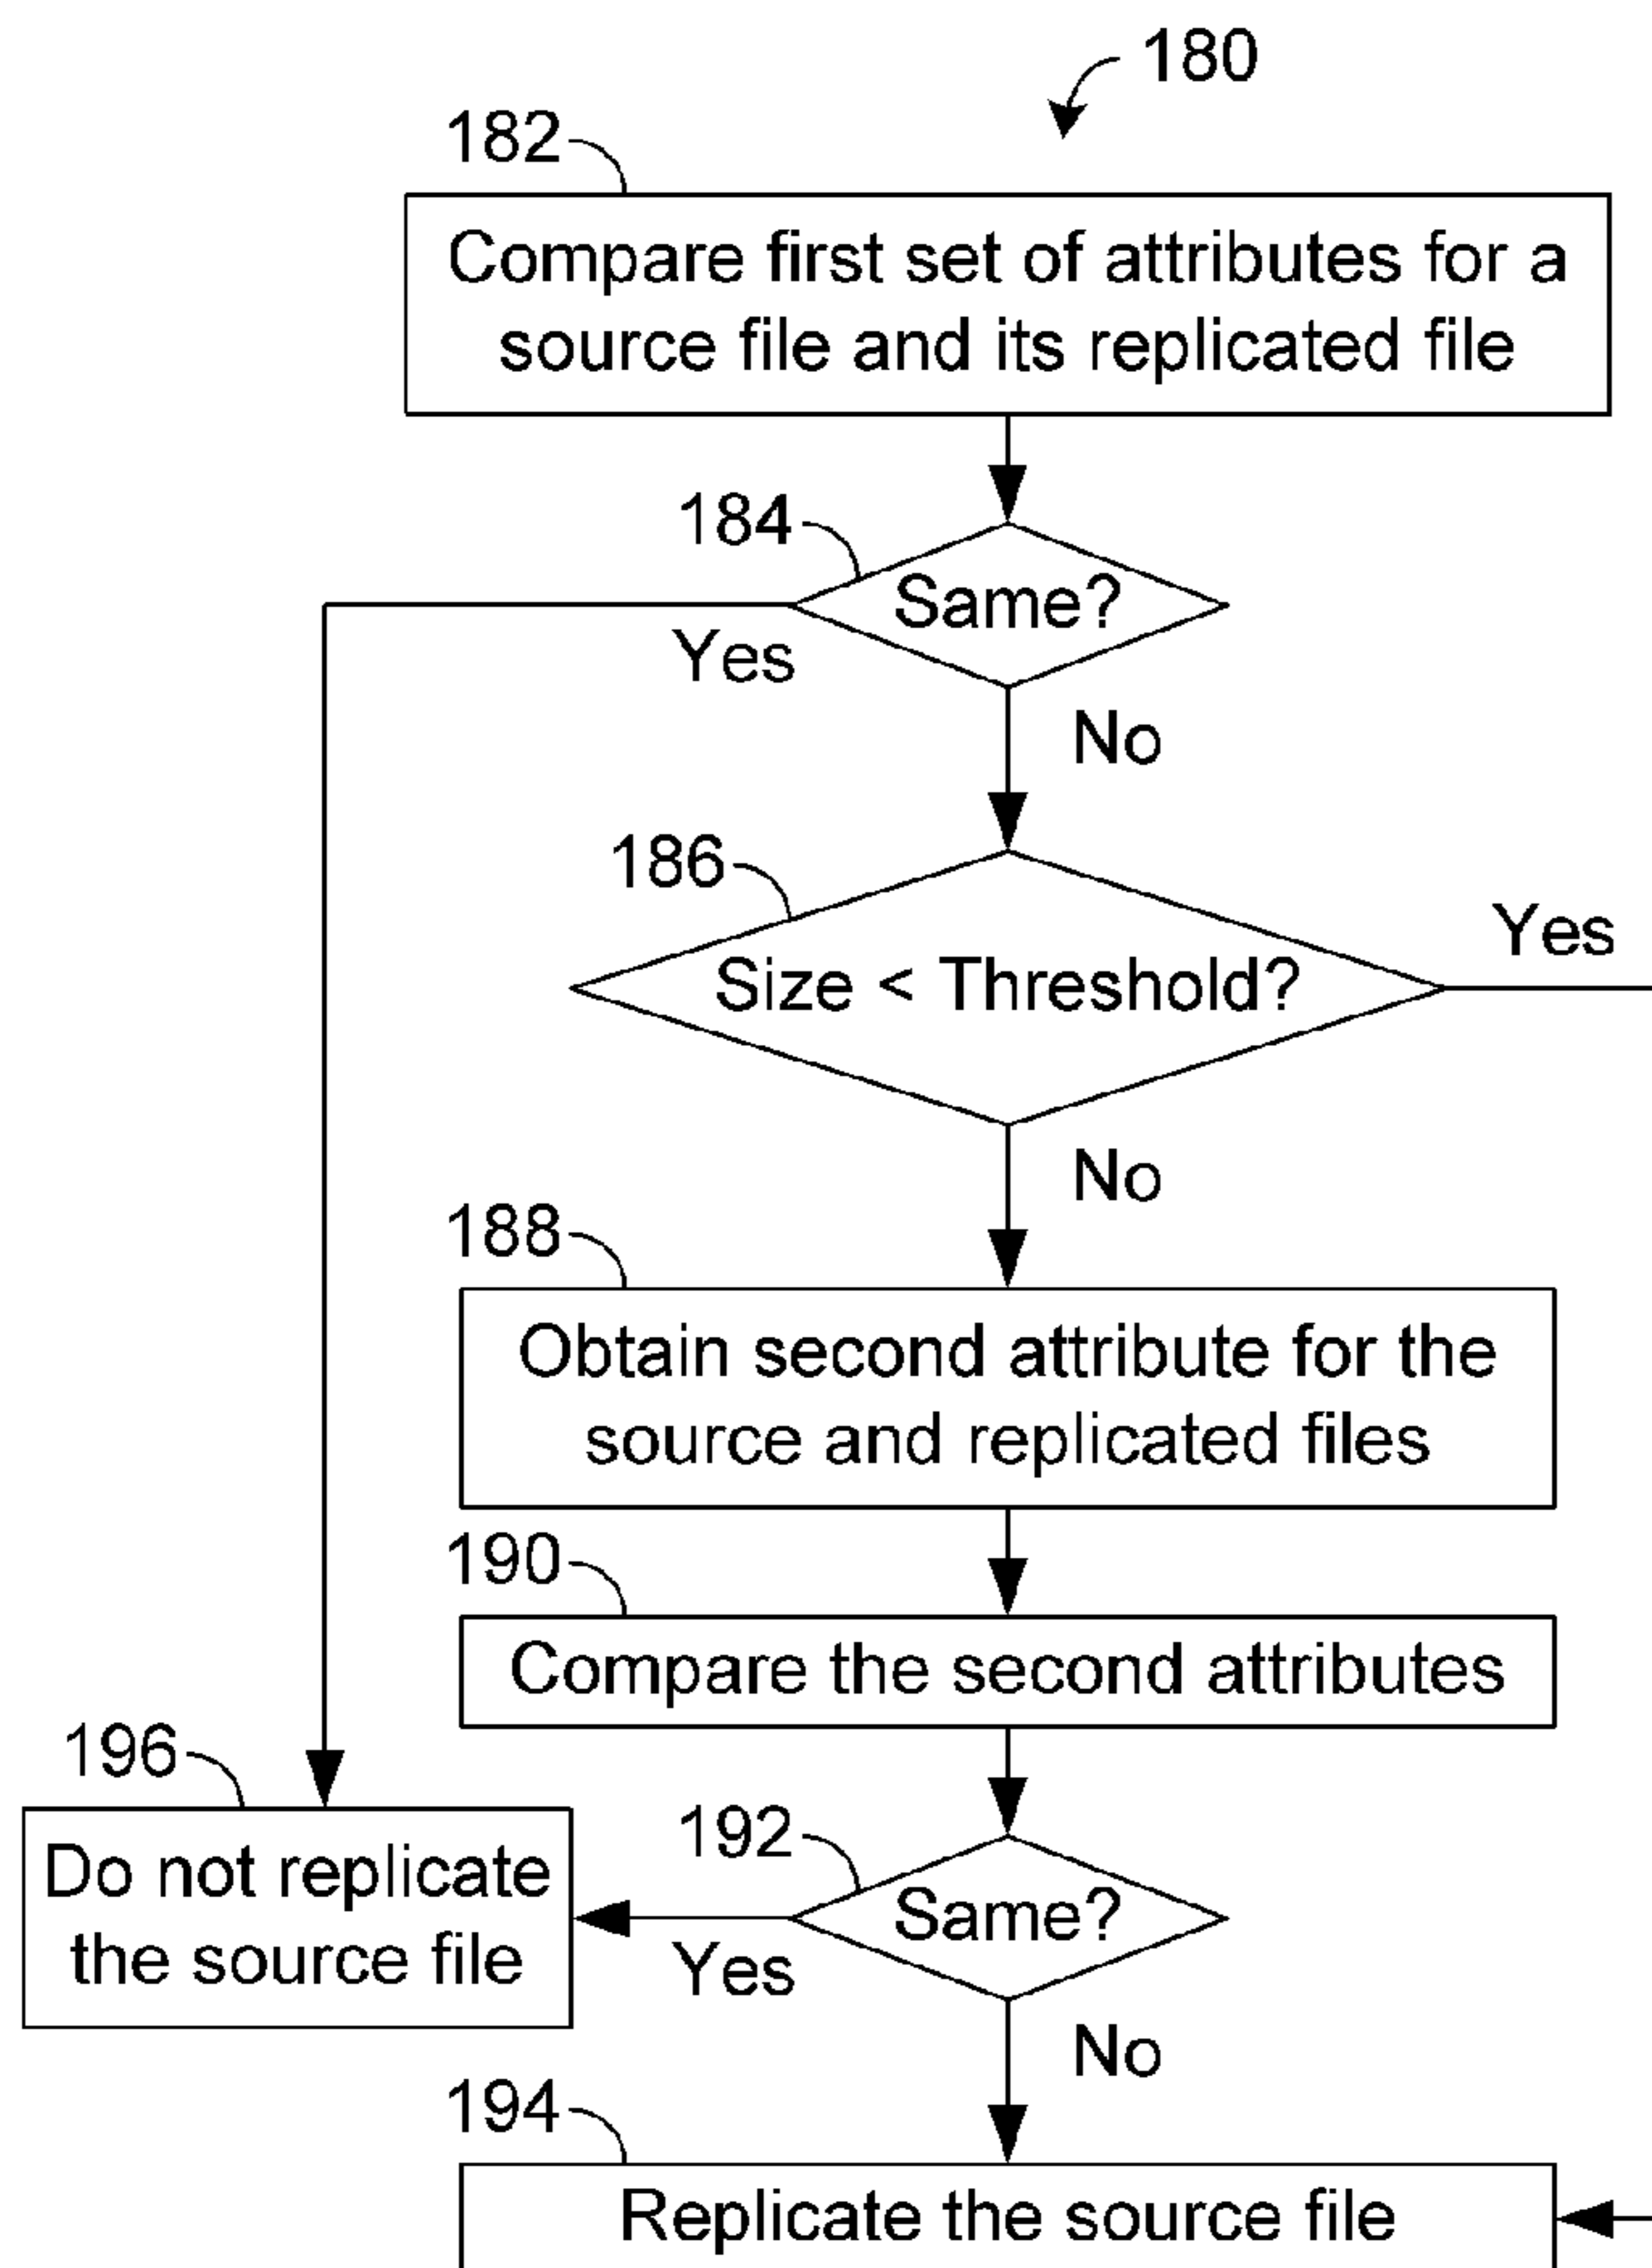 180
182
Compare first set of attributes for a
source file and its replicated file
184
Same?
Yes
No
186
Size < Threshold?
Yes
No
188
Obtain second attribute for the
source and replicated files
190
Compare the second attributes
196
Do not replicate
the source file
192
Same?
Yes
No
194
Replicate the source file